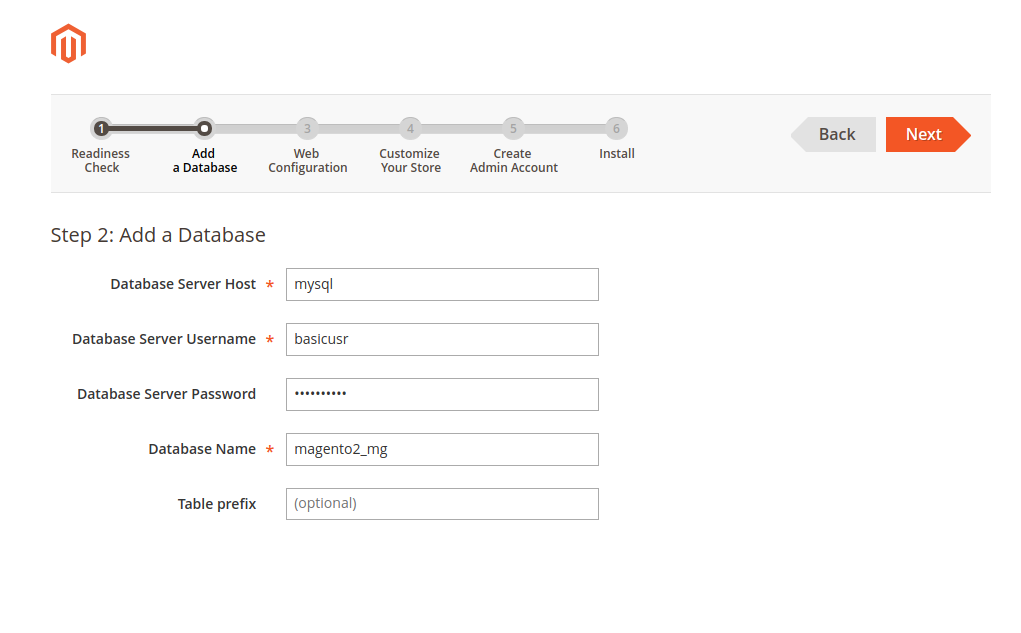 1 2 3 4 5 6
Readiness Check
Add a Database
Web Configuration
Customize Your Store
Create Admin Account
Install
Back
Next
Step 2: Add a Database
Database Server Host * mysql
Database Server Username * basicusr
Database Server Password ••••••••••
Database Name * magento2_mg
Table prefix (optional)